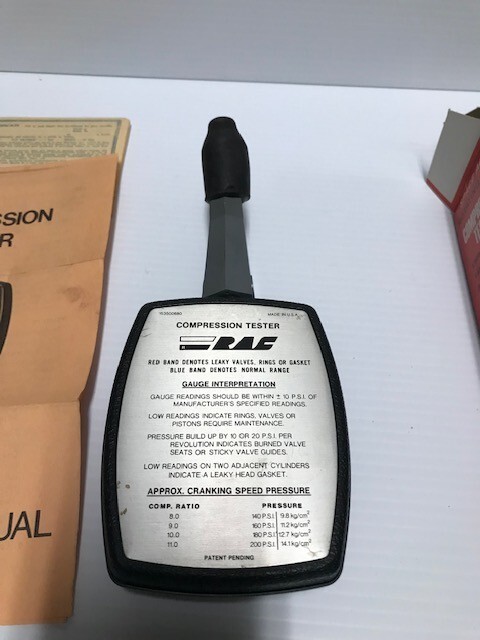 SSION
R
UAL
MADE IN U.S.A.
COMPRESSION TESTER
RAC
RED BAND DENOTES LEAKY VALVES, RINGS OR GASKET
BLUE BAND DENOTES NORMAL RANGE
GAUGE INTERPRETATION
GAUGE READINGS SHOULD BE WITHIN ± 10 P.S.I. OF
MANUFACTURER'S SPECIFIED READINGS.
LOW READINGS INDICATE RINGS, VALVES OR
PISTONS REQUIRE MAINTENANCE.
PRESSURE BUILD UP BY 10 OR 20 P.S.I. PER
REVOLUTION INDICATES BURNED VALVE
SEATS OR STICKY VALVE GUIDES.
LOW READINGS ON TWO ADJACENT CYLINDERS
INDICATE A LEAKY HEAD GASKET.
APPROX. CRANKING SPEED PRESSURE
COMP. RATIO PRESSURE
8.0 140 P.S.I. 9.8 kg/cm²
9.0 160 P.S.I. 11.2 kg/cm²
10.0 180 P.S.I. 12.7 kg/cm²
11.0 200 P.S.I. 14.1 kg/cm²
PATENT PENDING